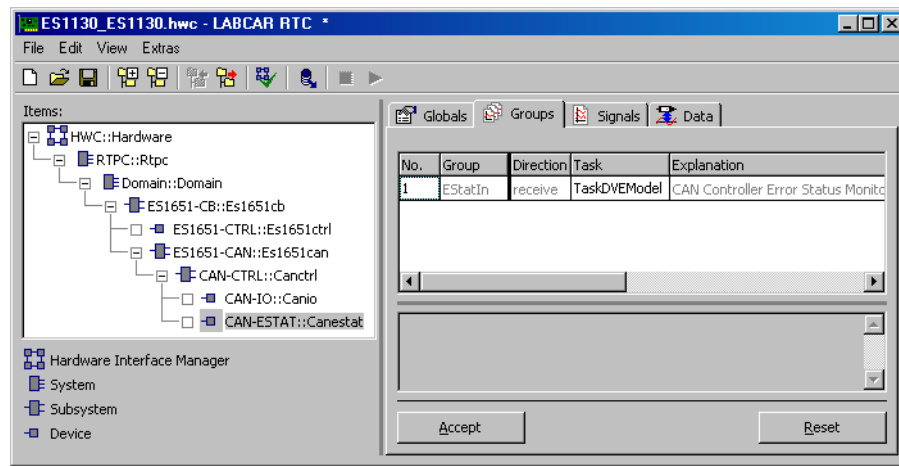 ES1130_ES1130.hwc - LABCAR RTC *
File Edit View Extras
Items:
HWC::Hardware
RTPC::Rtpc
Domain::Domain
ES1651-CB::Es1651cb
ES1651-CTRL::Es1651ctrl
ES1651-CAN::Es1651can
CAN-CTRL::Canctrl
CAN-IO::Canio
CAN-ESTAT::Canestat
Hardware Interface Manager
System
Subsystem
Device
Globals Groups Signals Data
No. Group Direction Task Explanation
1 EStatIn receive TaskDVEModel CAN Controller Error Status Monitc
Accept Reset